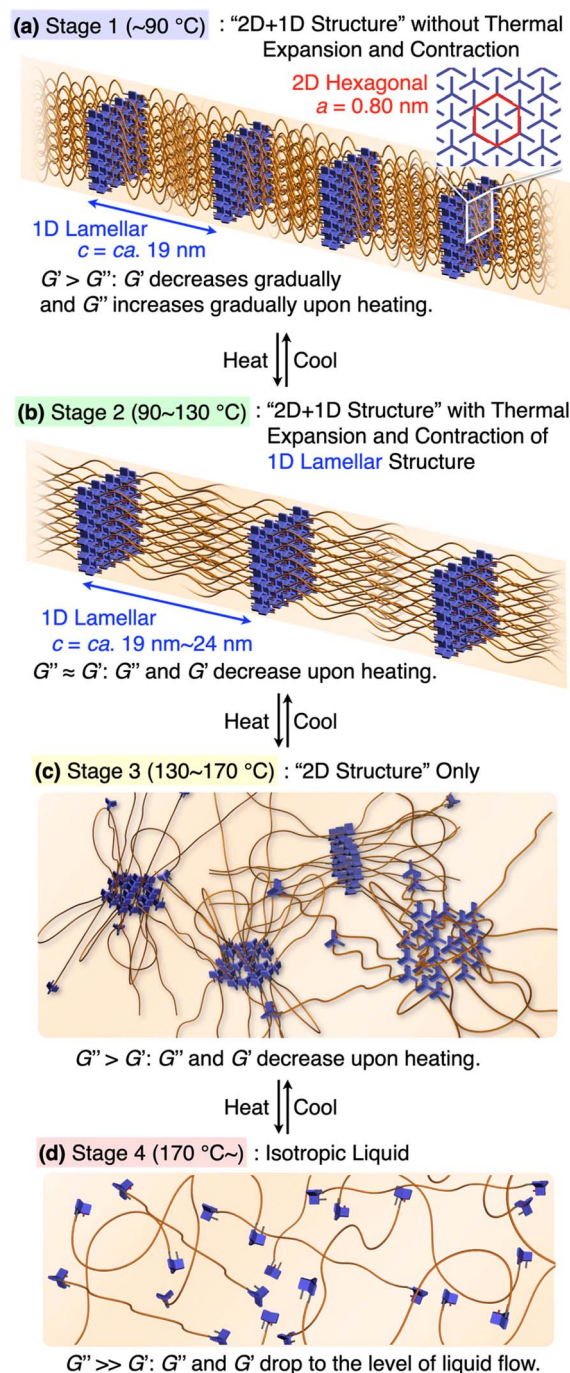 (a) Stage 1 (~90 °C) : “2D+1D Structure” without Thermal
Expansion and Contraction
2D Hexagonal
a = 0.80 nm
1D Lamellar
c = ca. 19 nm
G’ > G”: G’ decreases gradually
and G” increases gradually upon heating.
Heat Cool
(b) Stage 2 (90~130 °C) : “2D+1D Structure” with Thermal
Expansion and Contraction of
1D Lamellar Structure
1D Lamellar
c = ca. 19 nm~24 nm
G” ≈ G’: G” and G’ decrease upon heating.
Heat Cool
(c) Stage 3 (130~170 °C) : “2D Structure” Only
G” > G’: G” and G’ decrease upon heating.
Heat Cool
(d) Stage 4 (170 °C~) : Isotropic Liquid
G” >> G’: G” and G’ drop to the level of liquid flow.